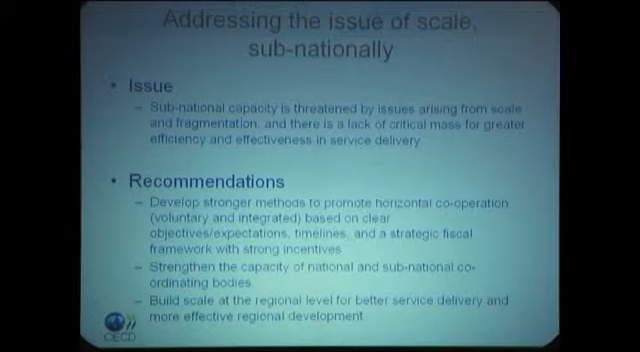 Addressing the issue of scale,
sub-nationally
• Issue
– Sub-national capacity is threatened by issues arising from scale
and fragmentation, and there is a lack of critical mass for greater
efficiency and effectiveness in service delivery.
• Recommendations
– Develop stronger methods to promote horizontal co-operation
(voluntary and integrated) based on clear
objectives/expectations, timelines, and a strategic fiscal
framework with strong incentives
– Strengthen the capacity of national and sub-national co-
ordinating bodies.
– Build scale at the regional level for better service delivery and
more effective regional development
OECD